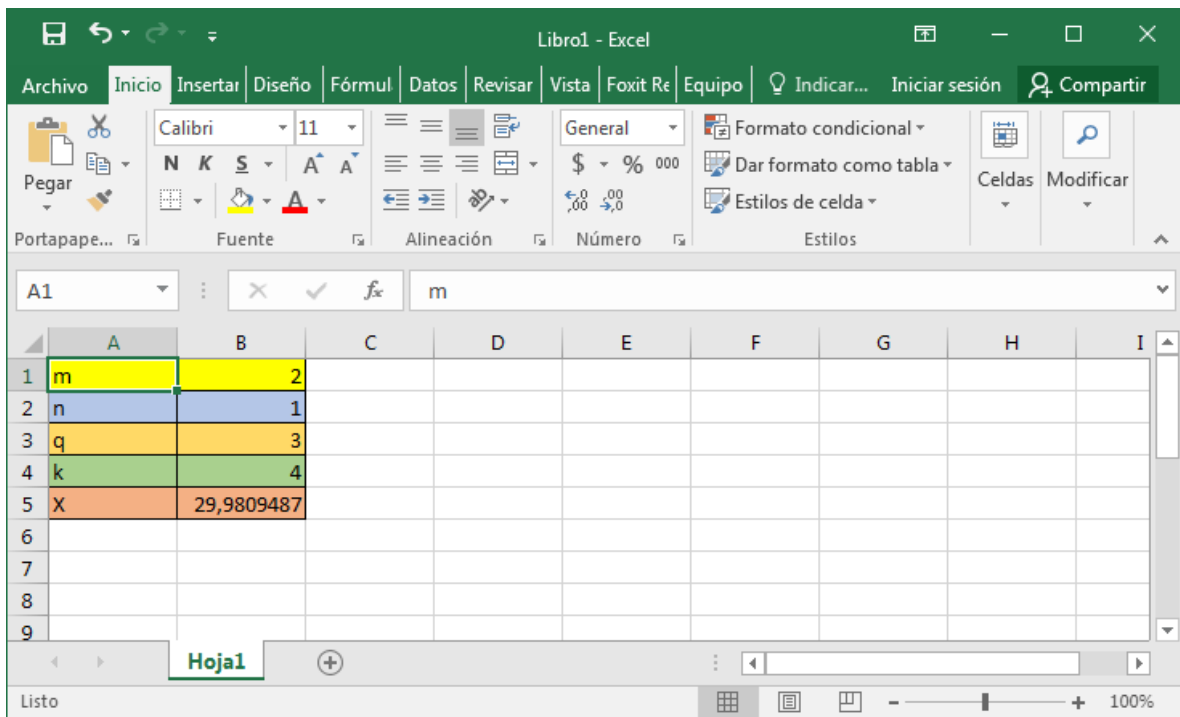 Libro1 - Excel
Archivo Inicio Insertar Diseño Fórmul Datos Revisar Vista Foxit Re Equipo Indicar... Iniciar sesión Compartir
Calibri 11 General Formato condicional
N K S A A $ % 000 Dar formato como tabla
Pegar A ,00 ,00 Estilos de celda Celdas Modificar
Portapape... Fuente Alineación Número Estilos
A1 fx m
A B C D E F G H I
1 m 2
2 n 1
3 q 3
4 k 4
5 X 29,9809487
6
7
8
9
Hoja1
Listo 100%